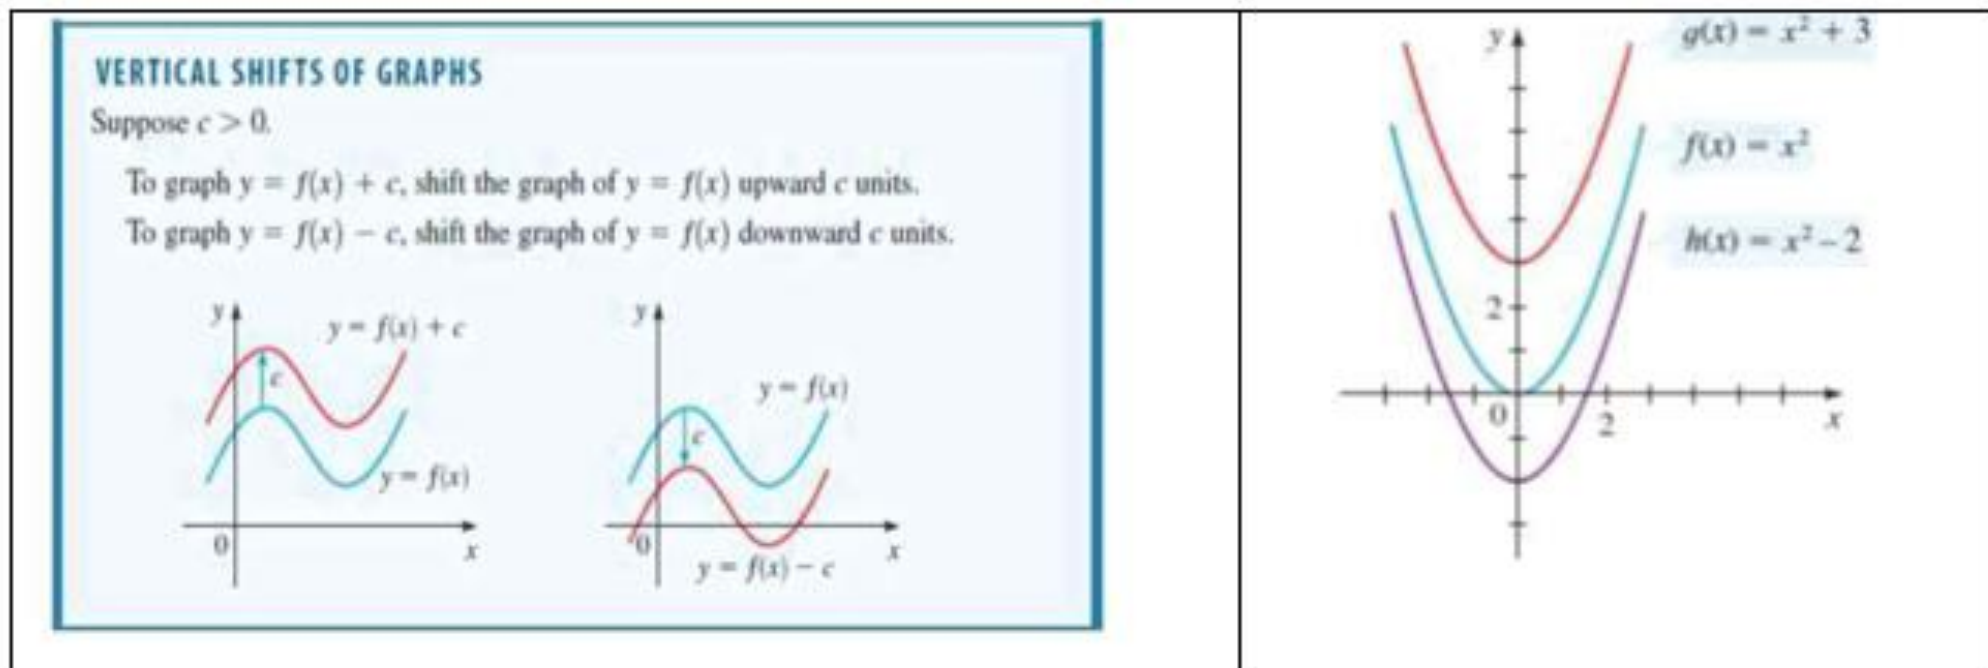 VERTICAL SHIFTS OF GRAPHS
Suppose c > 0.
To graph y = f(x) + c, shift the graph of y = f(x) upward c units.
To graph y = f(x) − c, shift the graph of y = f(x) downward c units.
y
y = f(x) + c
c
y = f(x)
0
x
y
y = f(x)
c
0
x
y = f(x) − c
y
g(x) = x² + 3
f(x) = x²
h(x) = x² − 2
2
0
2
x